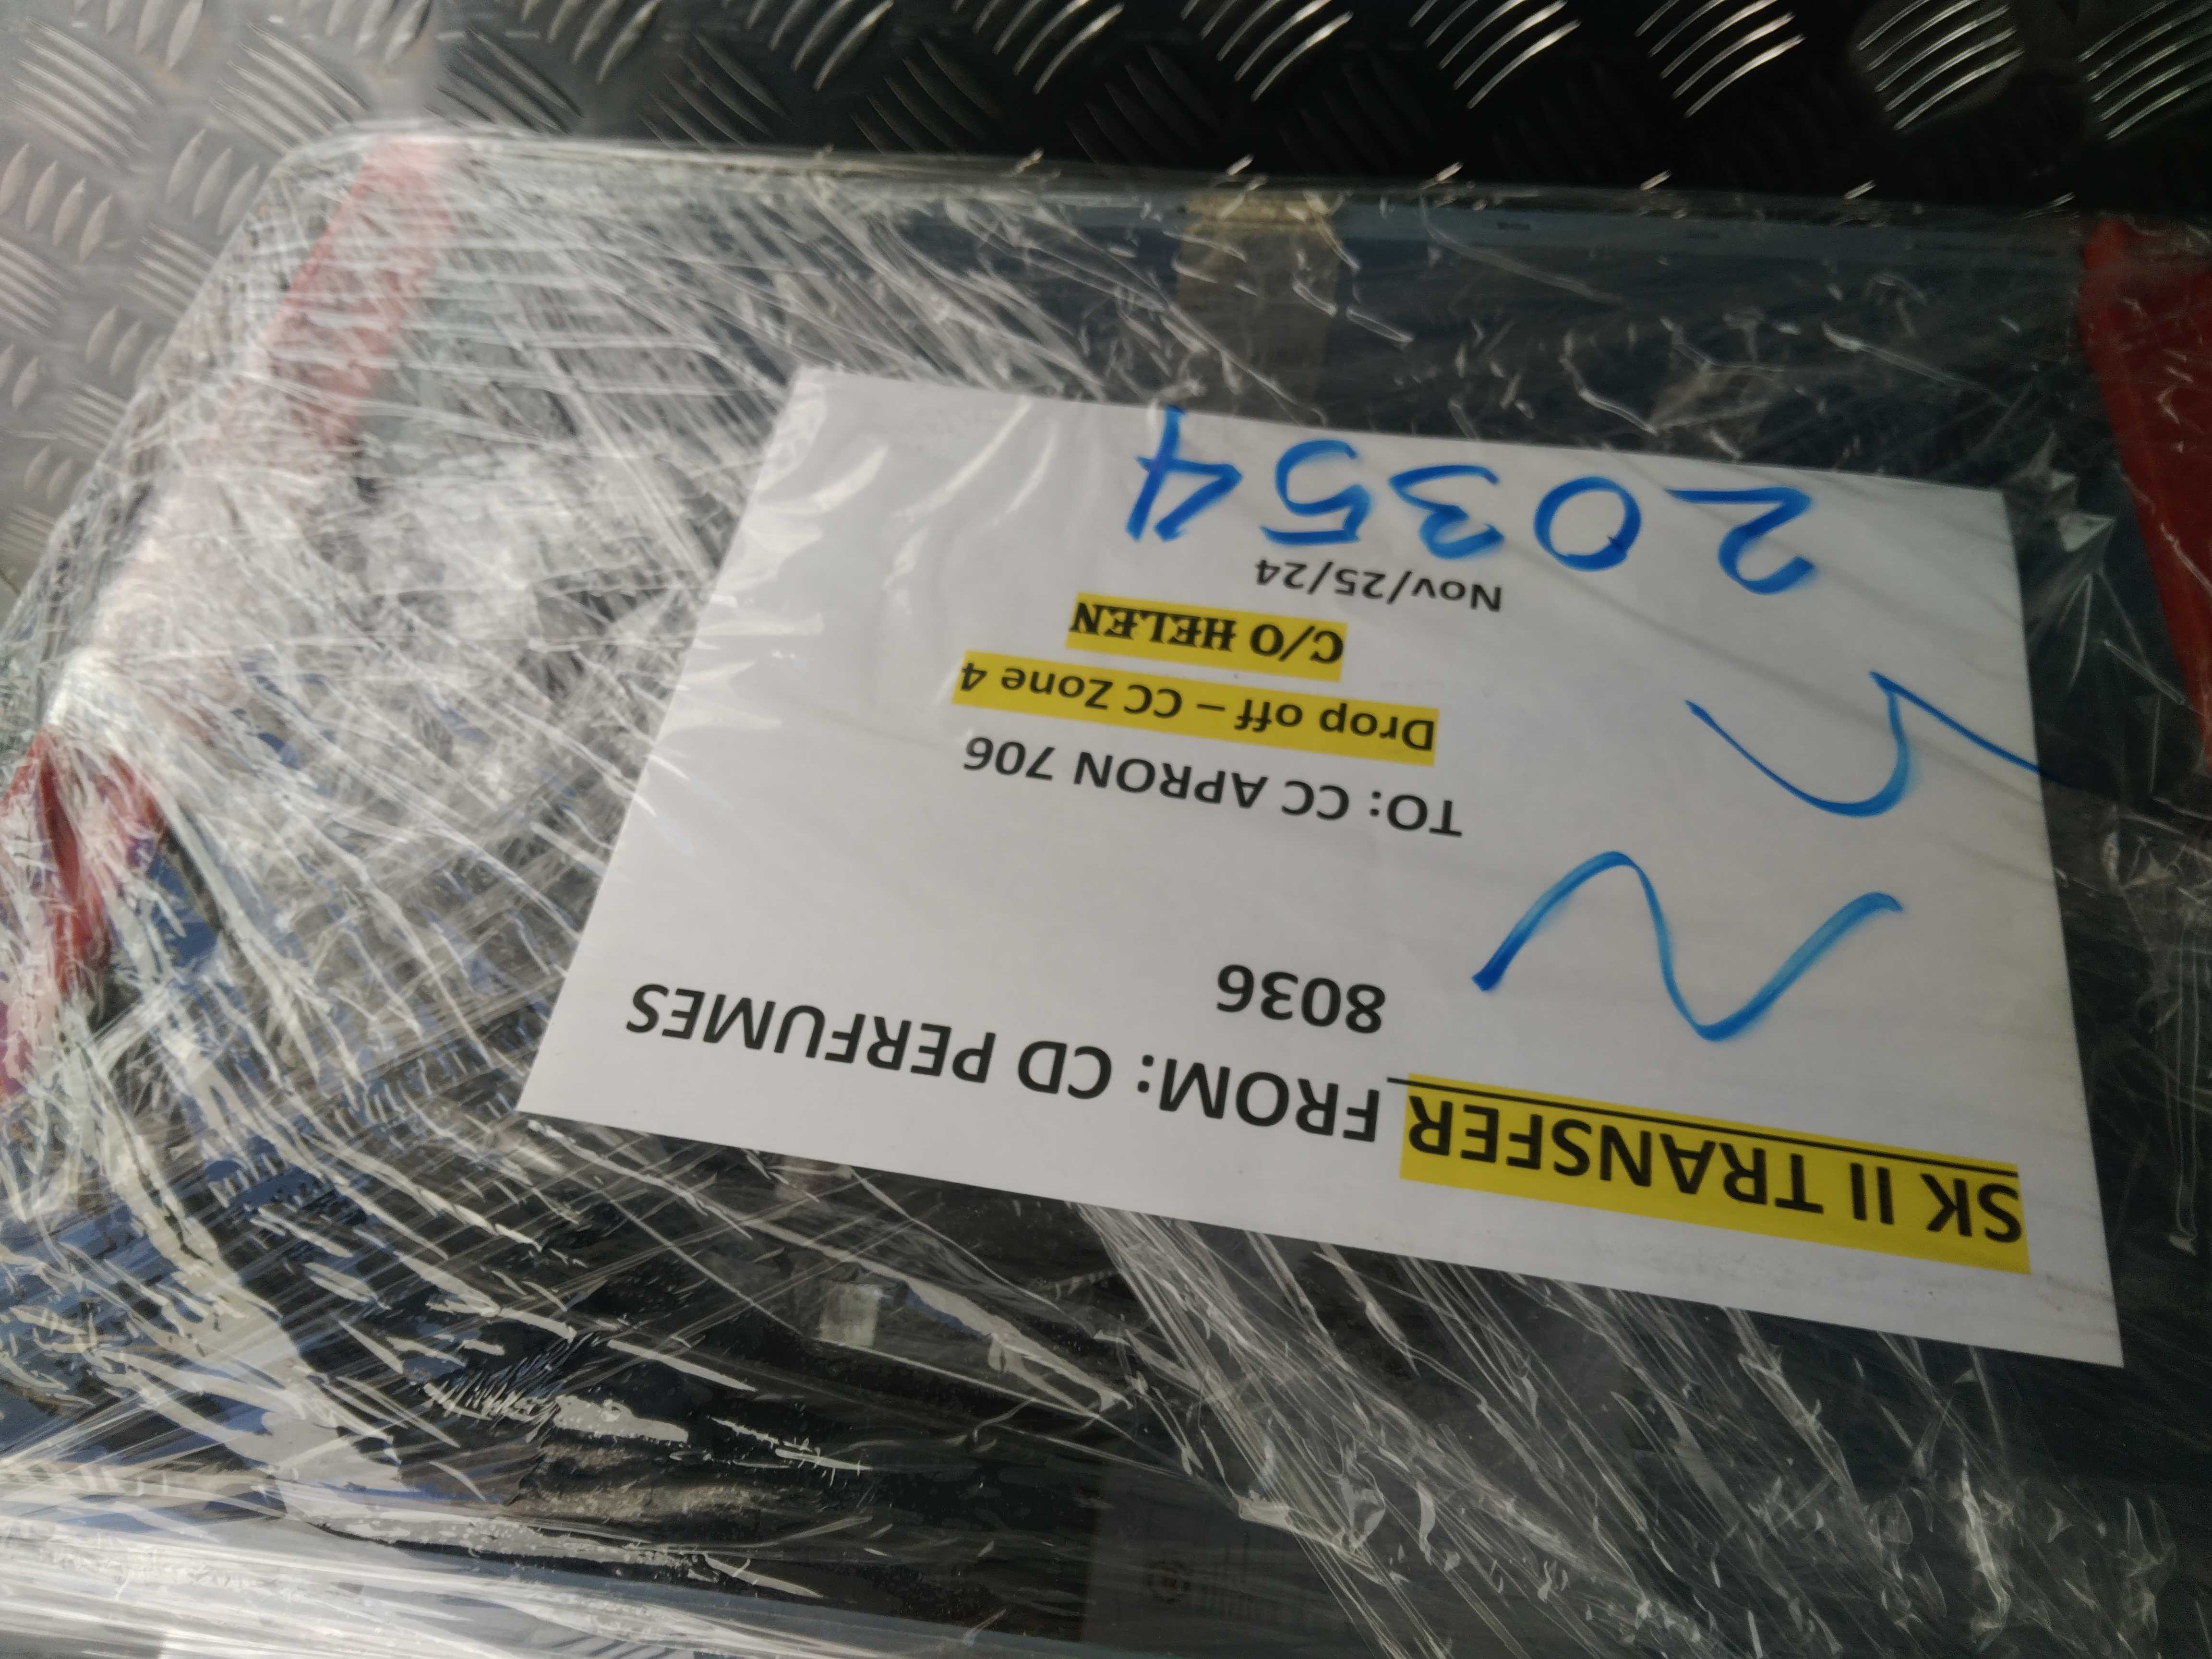 SK II TRANSFER FROM: CD PERFUMES
8036
TO: CC APRON 706
Drop off – CC Zone 4
C/O HELEN
Nov/25/24
20354